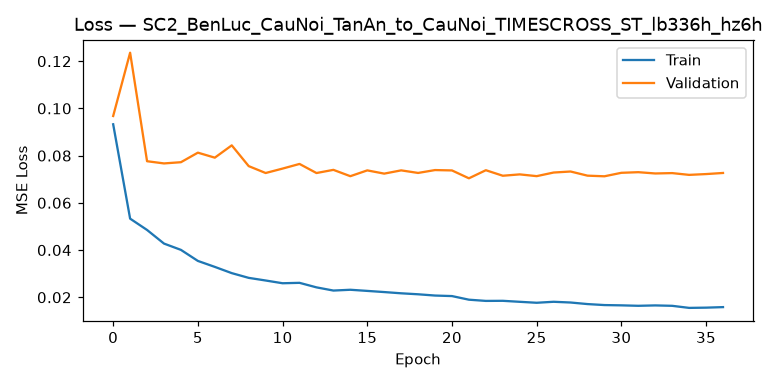 Loss — SC2_BenLuc_CauNoi_TanAn_to_CauNoi_TIMESCROSS_ST_lb336h_hz6h
Train
Validation
MSE Loss
0.12
0.10
0.08
0.06
0.04
0.02
0 5 10 15 20 25 30 35
Epoch